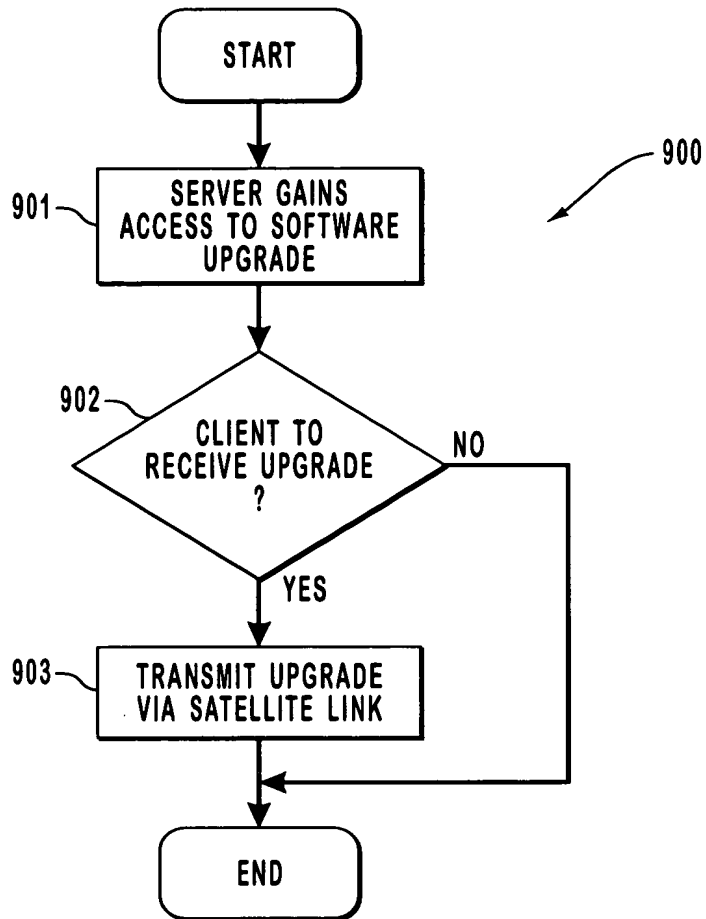 START
900
901
SERVER GAINS
ACCESS TO SOFTWARE
UPGRADE
902
CLIENT TO
RECEIVE UPGRADE
?
NO
YES
903
TRANSMIT UPGRADE
VIA SATELLITE LINK
END